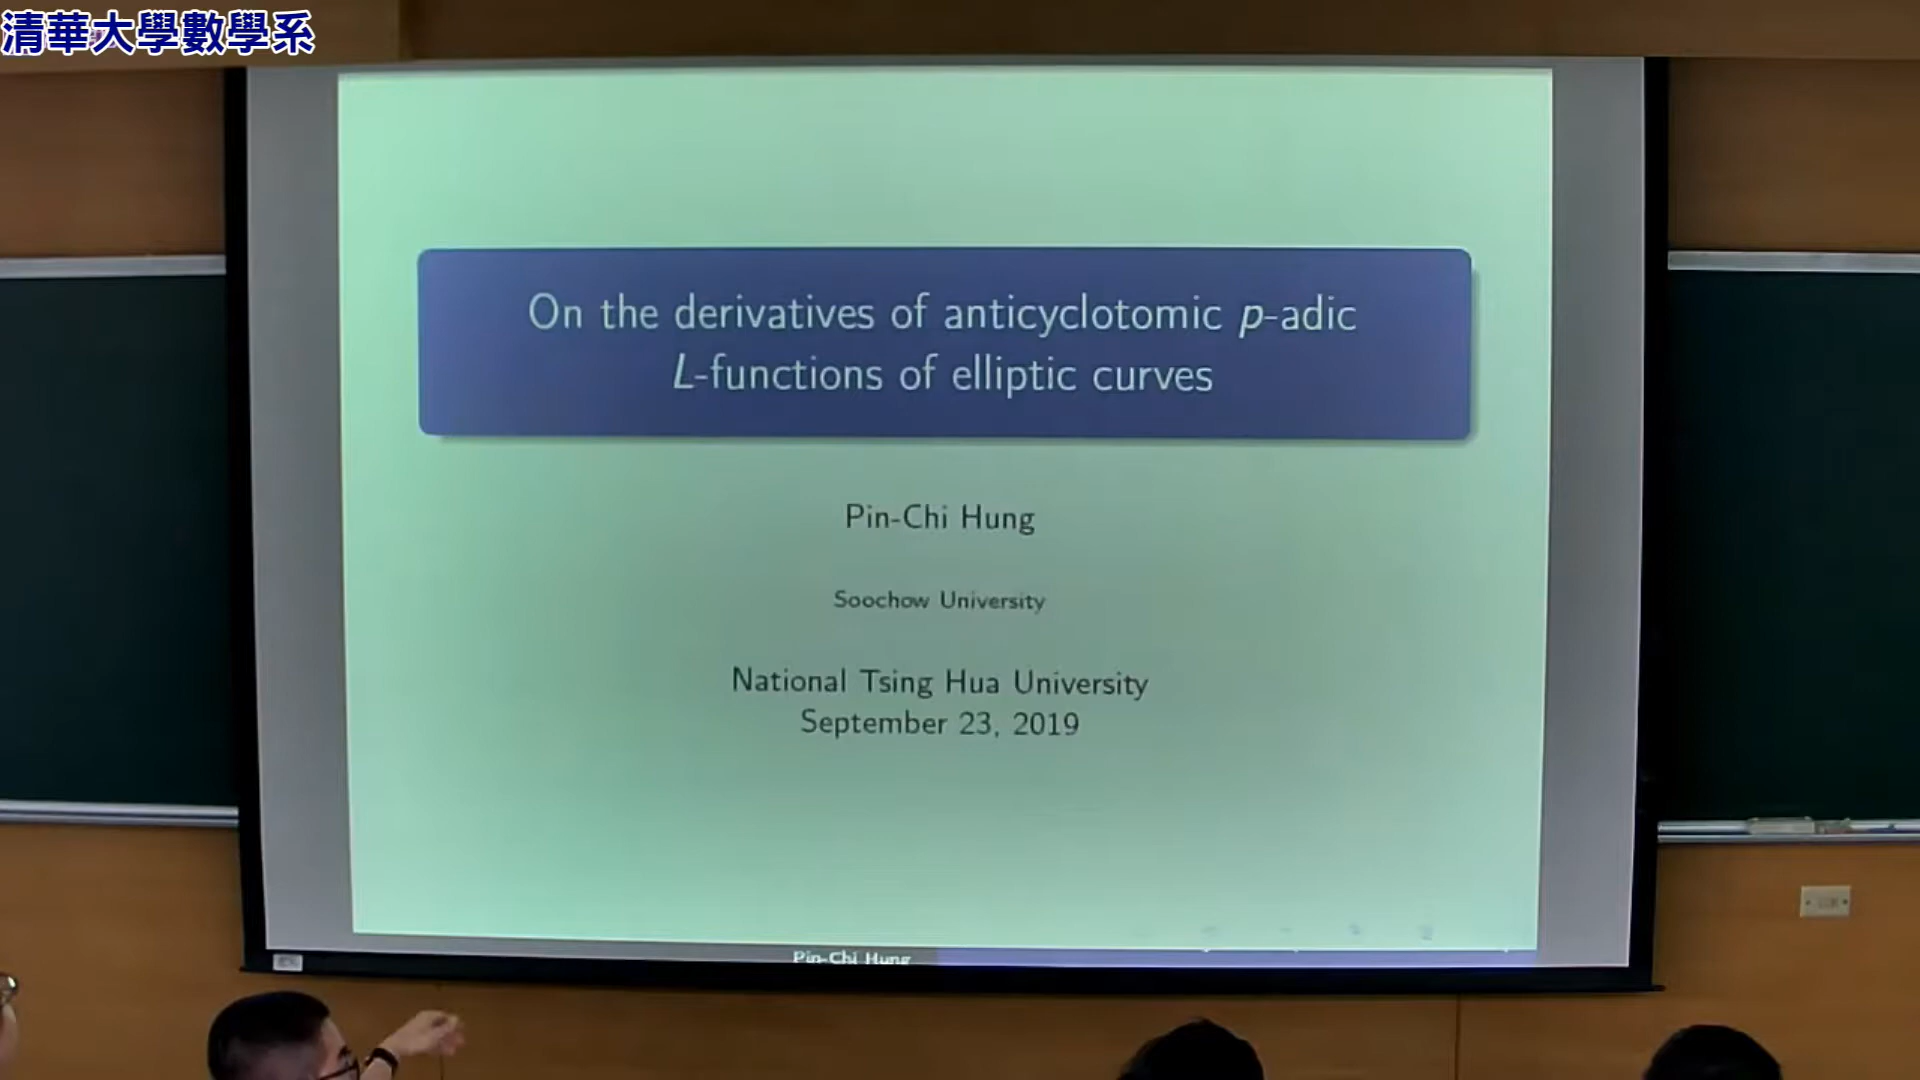 清華大學數學系
On the derivatives of anticyclotomic p-adic
L-functions of elliptic curves
Pin-Chi Hung
Soochow University
National Tsing Hua University
September 23, 2019
Pin-Chi Hung